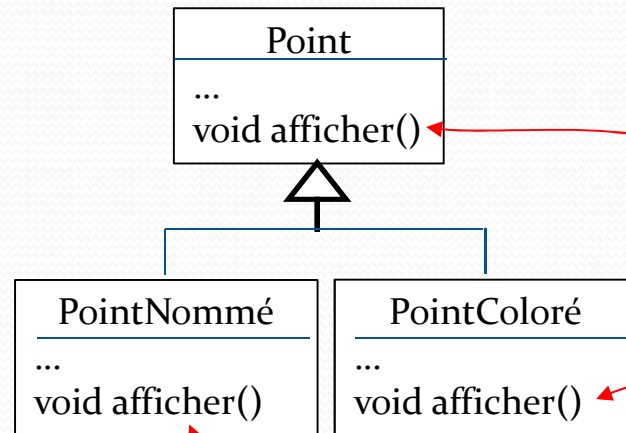 Point
...
void afficher()
PointNommé
...
void afficher()
PointColoré
...
void afficher()